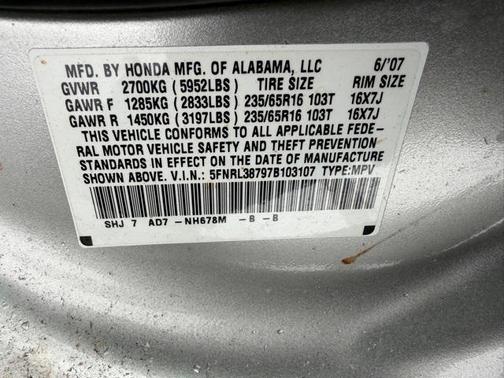 MFD. BY HONDA MFG. OF ALABAMA, LLC 6/'07
GVWR 2700KG (5952LBS) TIRE SIZE RIM SIZE
GAWR F 1285KG (2833LBS) 235/65R16 103T 16X7J
GAWR R 1450KG (3197LBS) 235/65R16 103T 16X7J
THIS VEHICLE CONFORMS TO ALL APPLICABLE FEDE-
RAL MOTOR VEHICLE SAFETY AND THEFT PREVENTION
STANDARDS IN EFFECT ON THE DATE OF MANUFACTURE
SHOWN ABOVE. V.I.N.: 5FNRL38797B103107 TYPE:MPV
SHJ 7 AD7 -NH678M -B -B